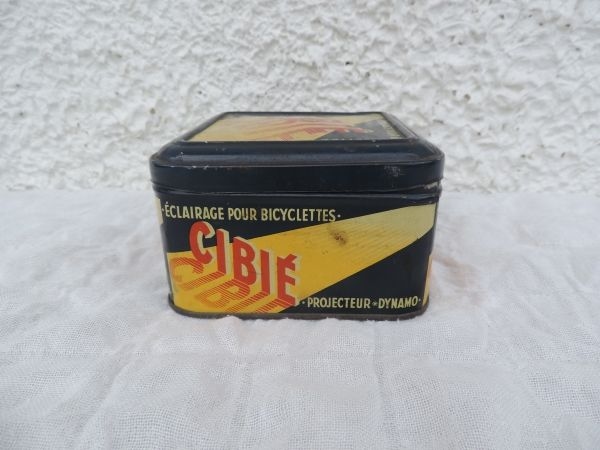 ·ÉCLAIRAGE POUR BICYCLETTES·
CIBIÉ
·PROJECTEUR*DYNAMO·